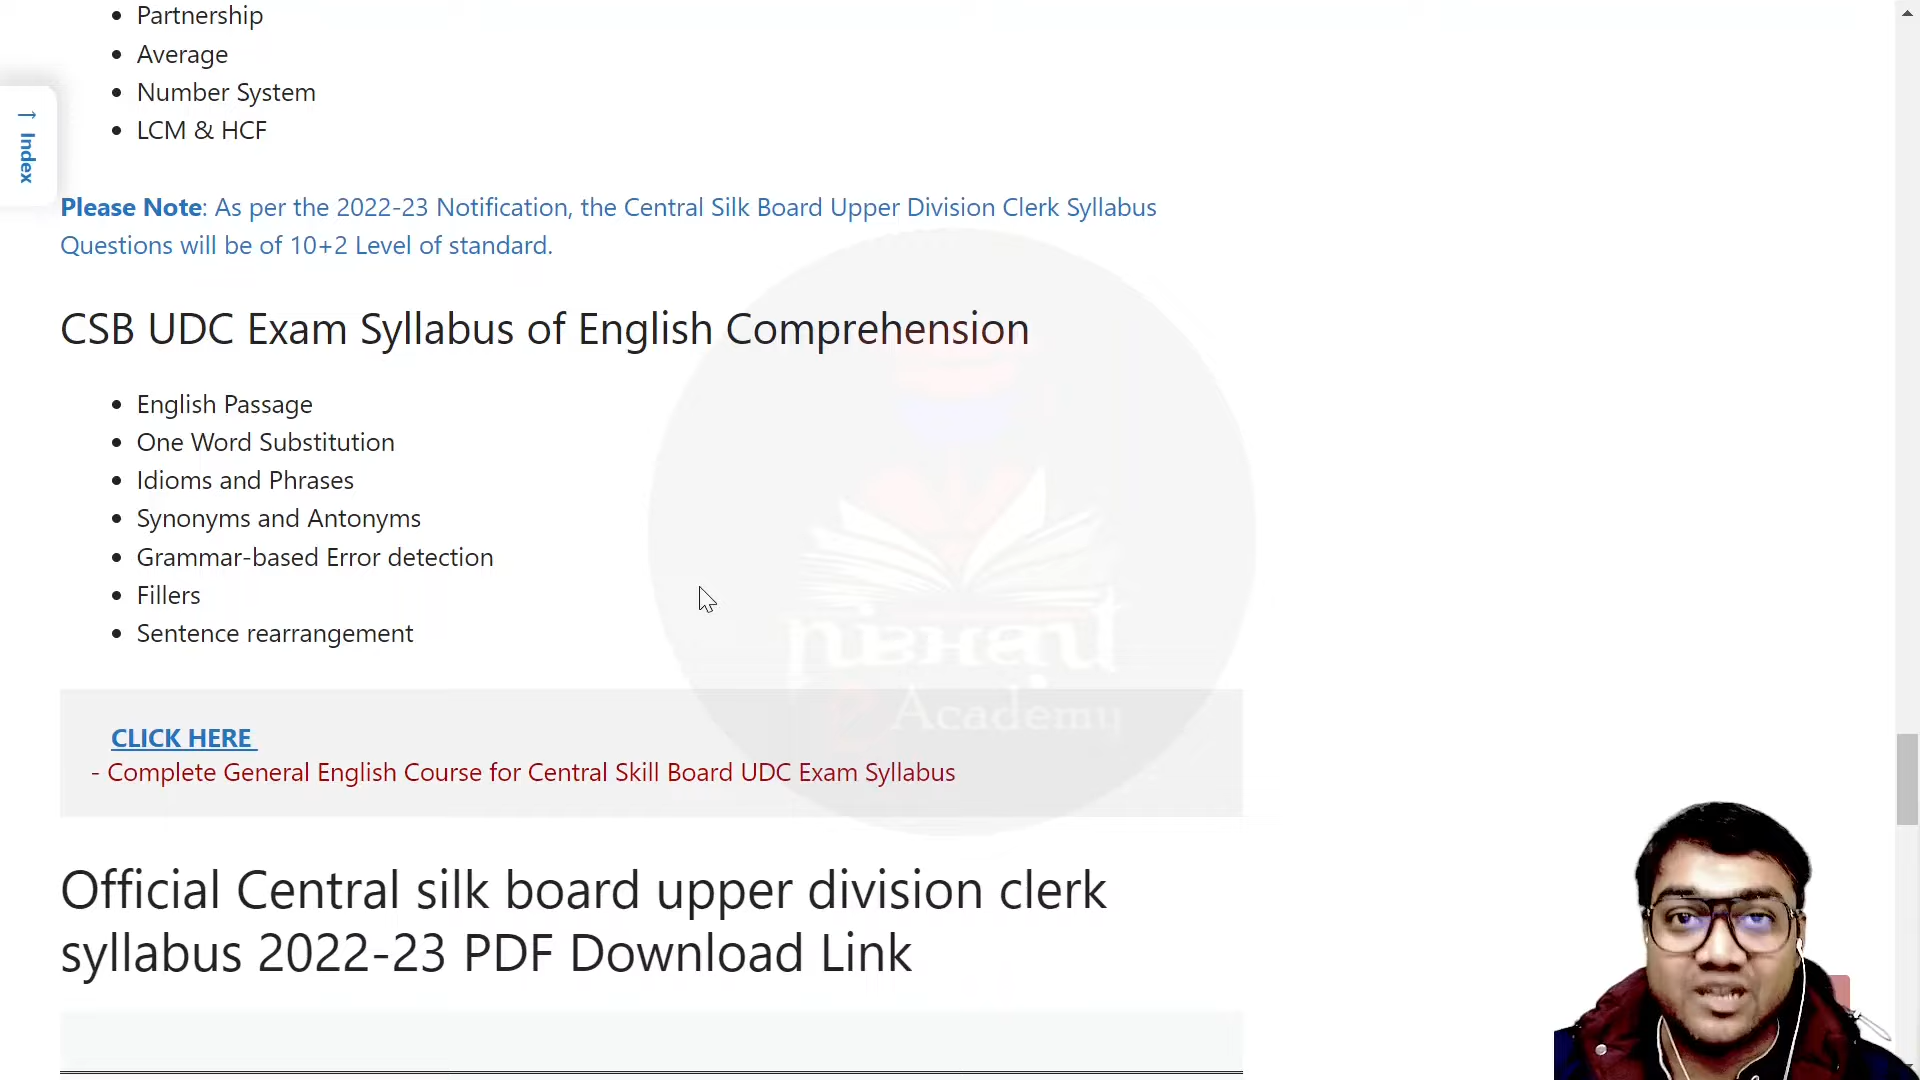 Partnership
Average
Number System
LCM & HCF
↑ Index
Please Note: As per the 2022-23 Notification, the Central Silk Board Upper Division Clerk Syllabus
Questions will be of 10+2 Level of standard.
CSB UDC Exam Syllabus of English Comprehension
English Passage
One Word Substitution
Idioms and Phrases
Synonyms and Antonyms
Grammar-based Error detection
Fillers
Sentence rearrangement
CLICK HERE
- Complete General English Course for Central Skill Board UDC Exam Syllabus
Academy
Official Central silk board upper division clerk
syllabus 2022-23 PDF Download Link